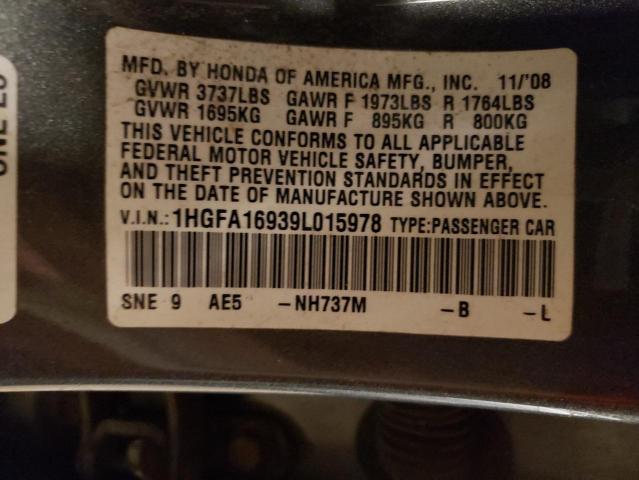 MFD. BY HONDA OF AMERICA MFG., INC. 11/'08
GVWR 3737LBS GAWR F 1973LBS R 1764LBS
GVWR 1695KG GAWR F 895KG R 800KG
THIS VEHICLE CONFORMS TO ALL APPLICABLE
FEDERAL MOTOR VEHICLE SAFETY, BUMPER,
AND THEFT PREVENTION STANDARDS IN EFFECT
ON THE DATE OF MANUFACTURE SHOWN ABOVE.
V.I.N.: 1HGFA16939L015978 TYPE:PASSENGER CAR
SNE 9 AE5 -NH737M -B -L